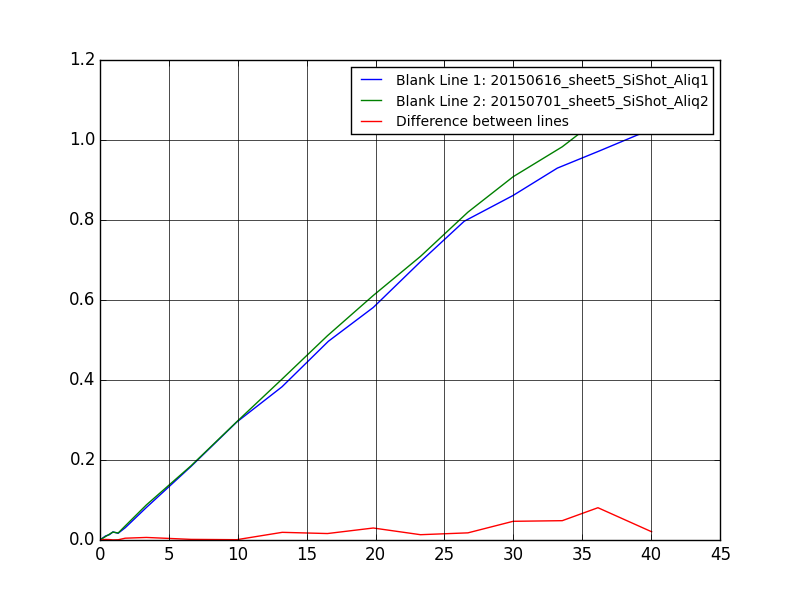 1.2
Blank Line 1: 20150616_sheet5_SiShot_Aliq1
Blank Line 2: 20150701_sheet5_SiShot_Aliq2
Difference between lines
1.0
0.8
0.6
0.4
0.2
0.0
0 5 10 15 20 25 30 35 40 45